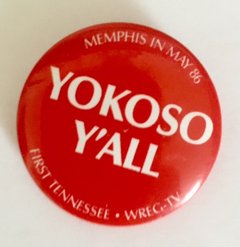 MEMPHIS IN MAY 86
YOKOSO
Y'ALL
FIRST TENNESSEE • WREG-TV